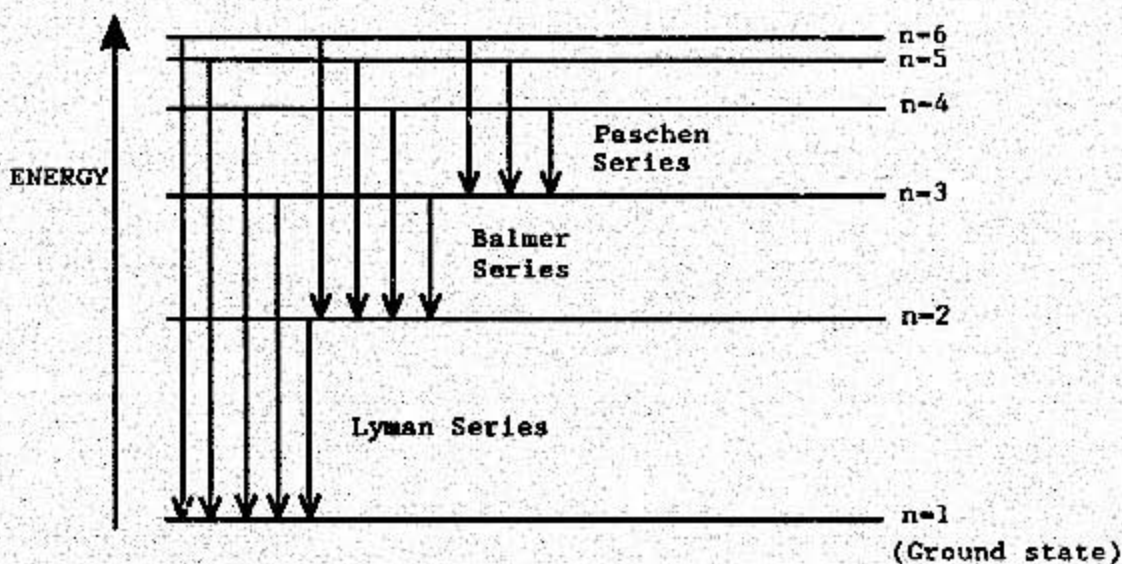 n=6
n=5
n=4
Paschen
Series
ENERGY
n=3
Balmer
Series
n=2
Lyman Series
n=1
(Ground state)